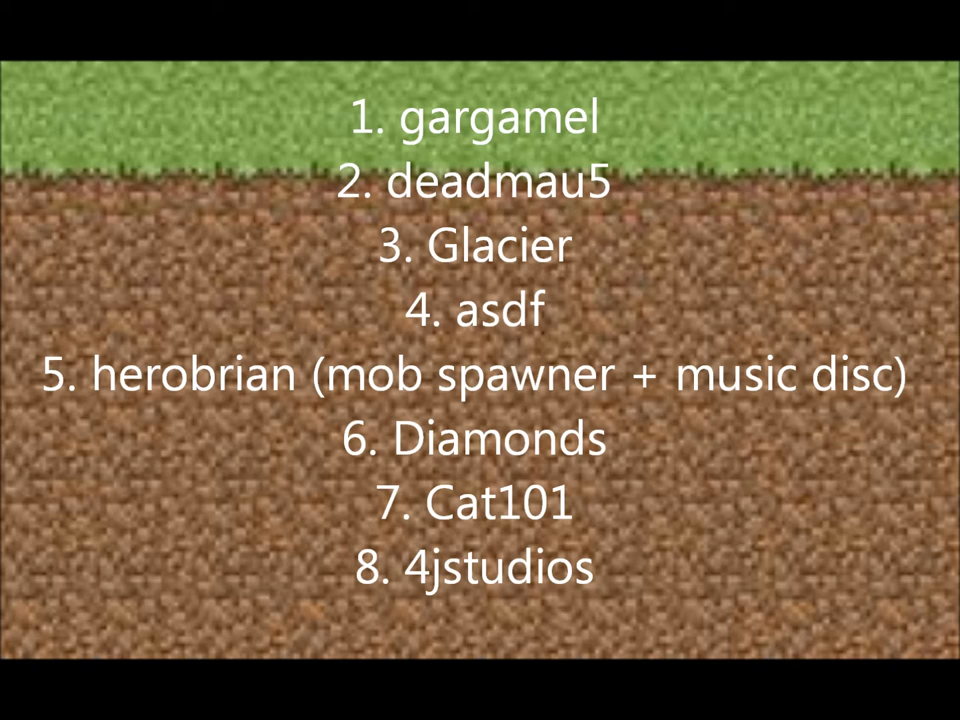 1. gargamel
2. deadmau5
3. Glacier
4. asdf
5. herobrian (mob spawner + music disc)
6. Diamonds
7. Cat101
8. 4jstudios